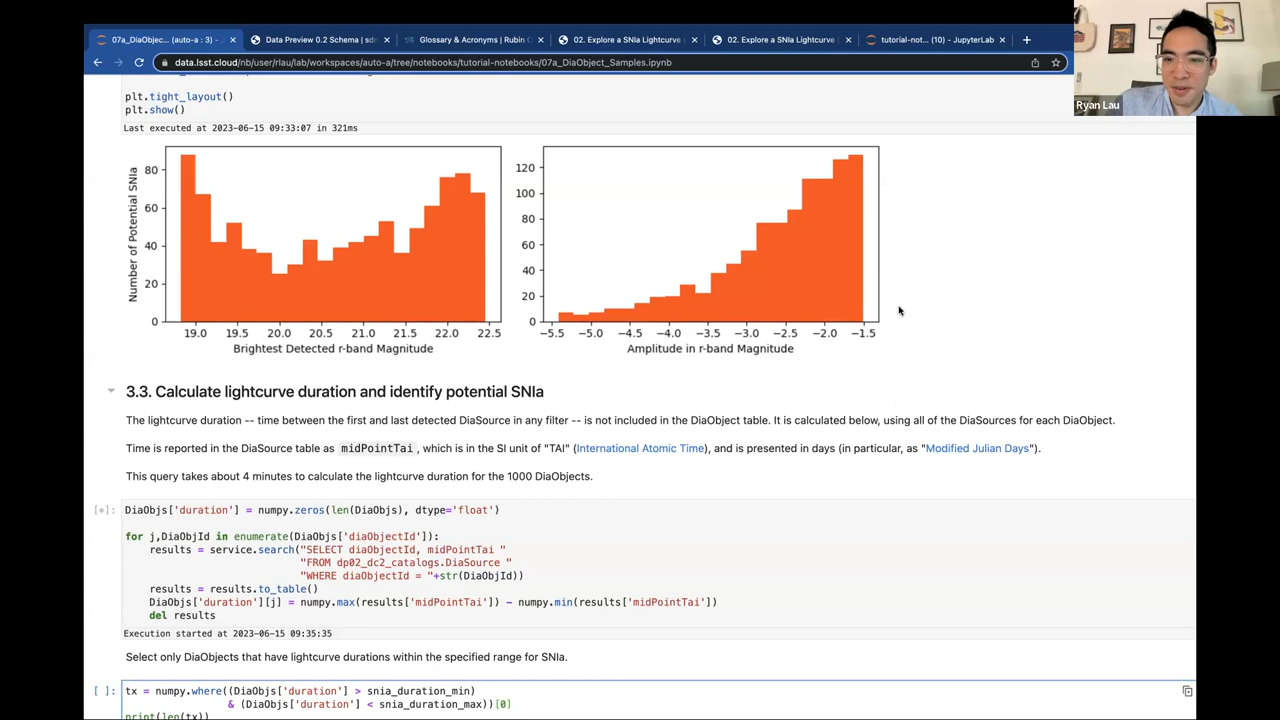 07a_DiaObjec... (auto-a : 3) -
Data Preview 0.2 Schema | sd
Glossary & Acronyms | Rubin
02. Explore a SNIa Lightcurve
02. Explore a SNIa Lightcurve
tutorial-not... (0) - JupyterLab
data.lsst.cloud/nb/user/rlau/lab/workspaces/auto-a/tree/notebooks/tutorial-notebooks/07a_DiaObject_Samples.ipynb
Ryan Lau
plt.tight_layout()
plt.show()
Last executed at 2023-06-15 09:33:07 in 321ms
Number of Potential SNIa
80
60
40
20
0
19.0 19.5 20.0 20.5 21.0 21.5 22.0 22.5
Brightest Detected r-band Magnitude
120
100
80
60
40
20
0
−5.5 −5.0 −4.5 −4.0 −3.5 −3.0 −2.5 −2.0 −1.5
Amplitude in r-band Magnitude
3.3. Calculate lightcurve duration and identify potential SNIa
The lightcurve duration -- time between the first and last detected DiaSource in any filter -- is not included in the DiaObject table. It is calculated below, using all of the DiaSources for each DiaObject.
Time is reported in the DiaSource table as midPointTai , which is in the SI unit of "TAI" (International Atomic Time), and is presented in days (in particular, as "Modified Julian Days").
This query takes about 4 minutes to calculate the lightcurve duration for the 1000 DiaObjects.
[*]: DiaObjs['duration'] = numpy.zeros(len(DiaObjs), dtype='float')
for j,DiaObjId in enumerate(DiaObjs['diaObjectId']):
results = service.search("SELECT diaObjectId, midPointTai "
"FROM dp02_dc2_catalogs.DiaSource "
"WHERE diaObjectId = "+str(DiaObjId))
results = results.to_table()
DiaObjs['duration'][j] = numpy.max(results['midPointTai']) - numpy.min(results['midPointTai'])
del results
Execution started at 2023-06-15 09:35:35
Select only DiaObjects that have lightcurve durations within the specified range for SNIa.
[ ]: tx = numpy.where((DiaObjs['duration'] > snia_duration_min)
& (DiaObjs['duration'] < snia_duration_max))[0]
print(len(tx))